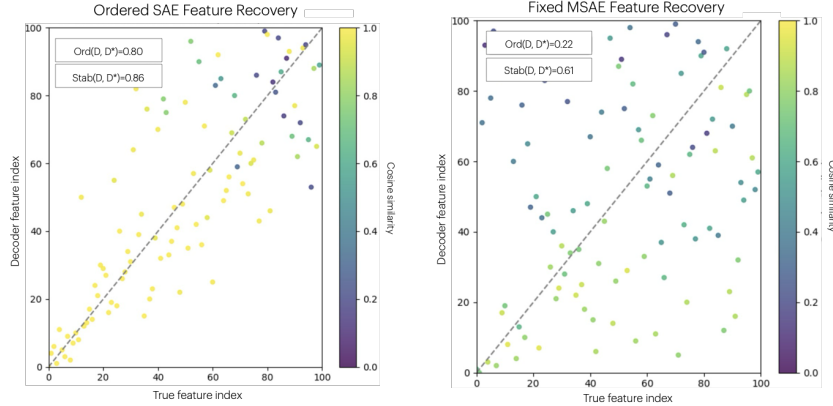 Ordered SAE Feature Recovery
Ord(D, D*)=0.80
Stab(D, D*)=0.86
Decoder feature index
100
80
60
40
20
0
0 20 40 60 80 100
True feature index
1.0
0.8
0.6
0.4
0.2
0.0
Cosine similarity
Fixed MSAE Feature Recovery
Ord(D, D*)=0.22
Stab(D, D*)=0.61
Decoder feature index
100
80
60
40
20
0
0 20 40 60 80 100
True feature index
1.0
0.8
0.6
0.4
0.2
0.0